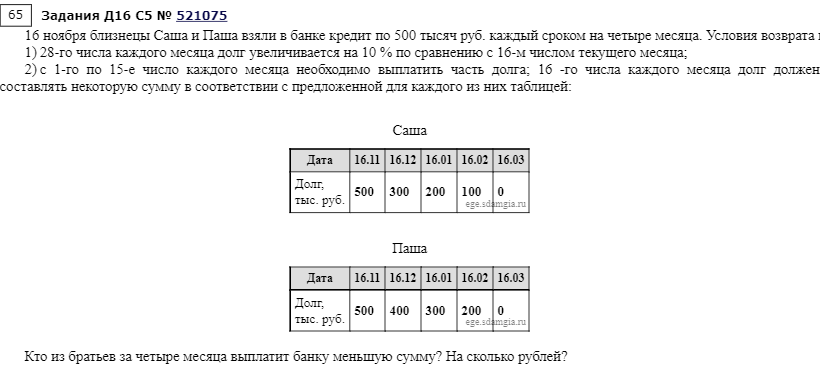 65 Задания Д16 C5 № 521075
16 ноября близнецы Саша и Паша взяли в банке кредит по 500 тысяч руб. каждый сроком на четыре месяца. Условия возврата
1) 28-го числа каждого месяца долг увеличивается на 10 % по сравнению с 16-м числом текущего месяца;
2) с 1-го по 15-е число каждого месяца необходимо выплатить часть долга; 16 -го числа каждого месяца долг должен
составлять некоторую сумму в соответствии с предложенной для каждого из них таблицей:
Саша
Дата 16.11 16.12 16.01 16.02 16.03
Долг,
тыс. руб. 500 300 200 100 0
ege.sdamgia.ru
Паша
Дата 16.11 16.12 16.01 16.02 16.03
Долг,
тыс. руб. 500 400 300 200 0
ege.sdamgia.ru
Кто из братьев за четыре месяца выплатит банку меньшую сумму? На сколько рублей?